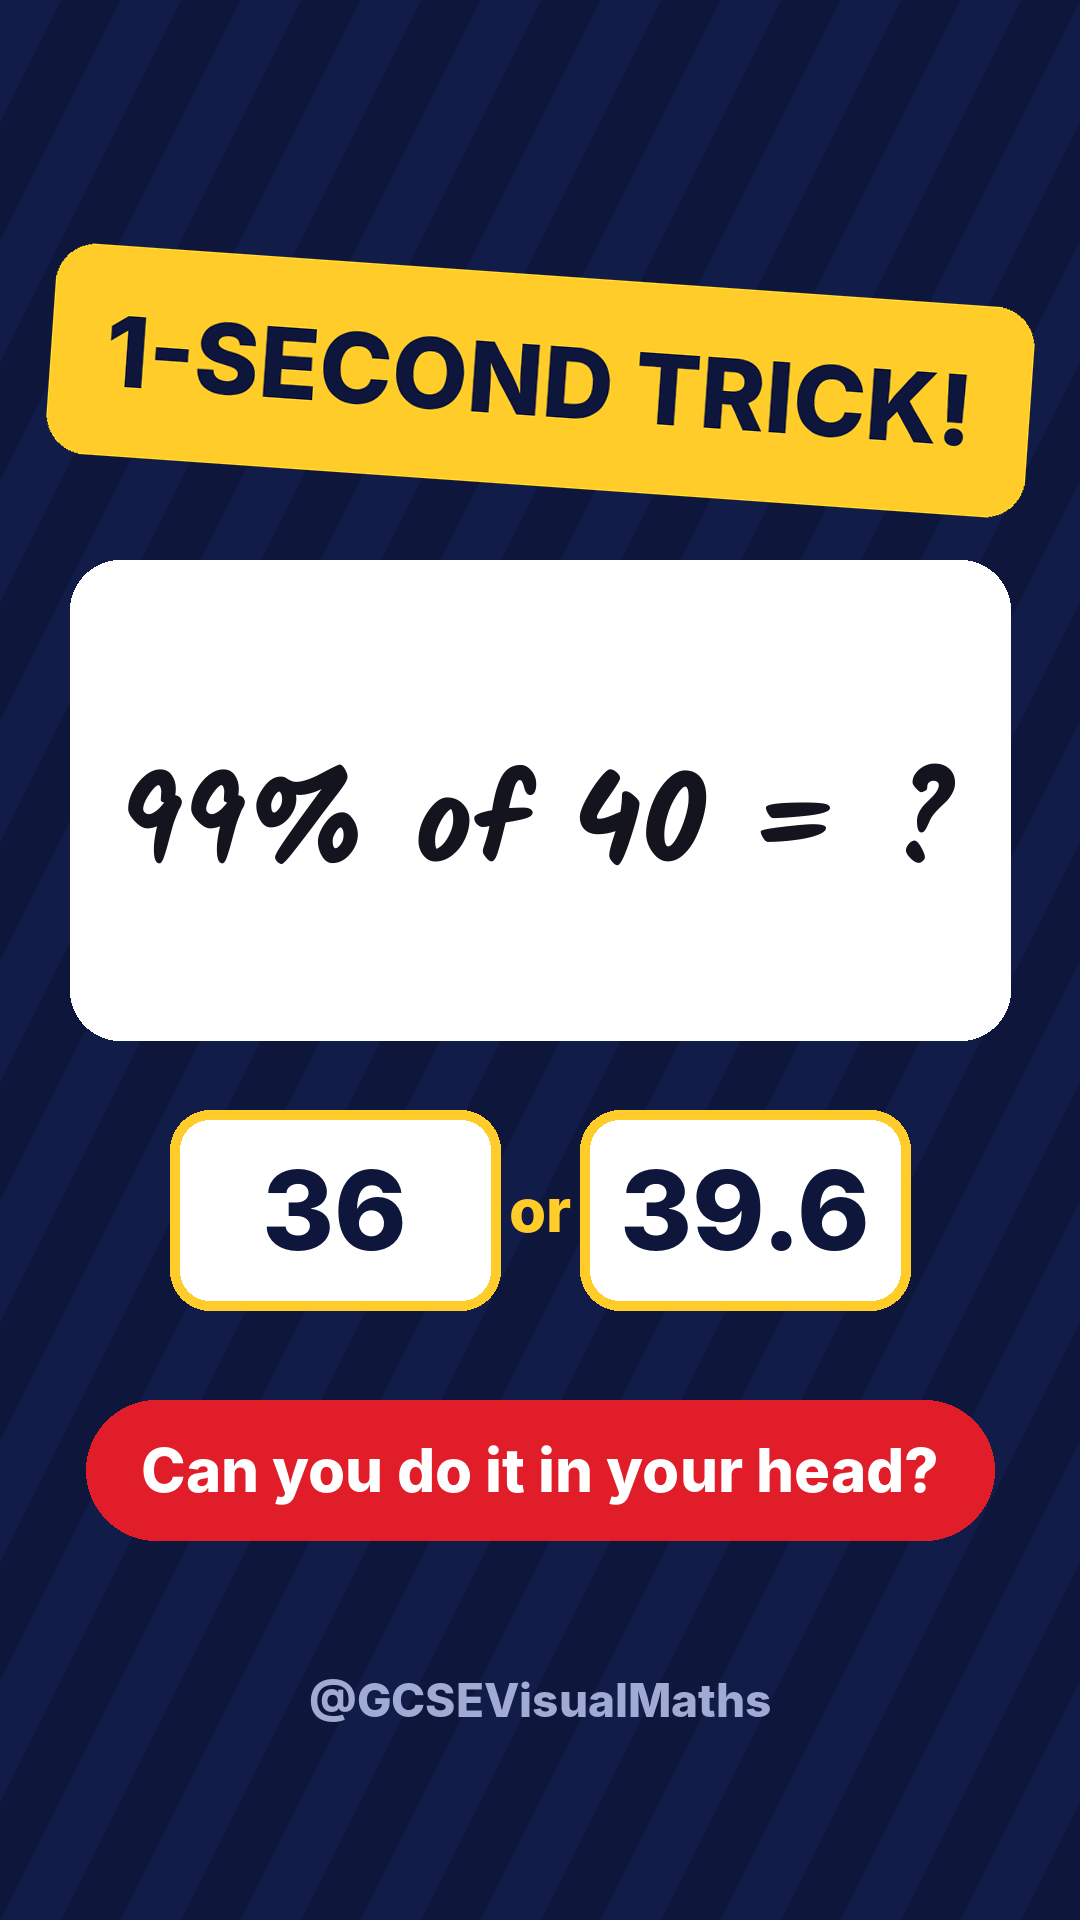 1-SECOND TRICK!
99% of 40 = ?
36 or 39.6
Can you do it in your head?
@GCSEVisualMaths